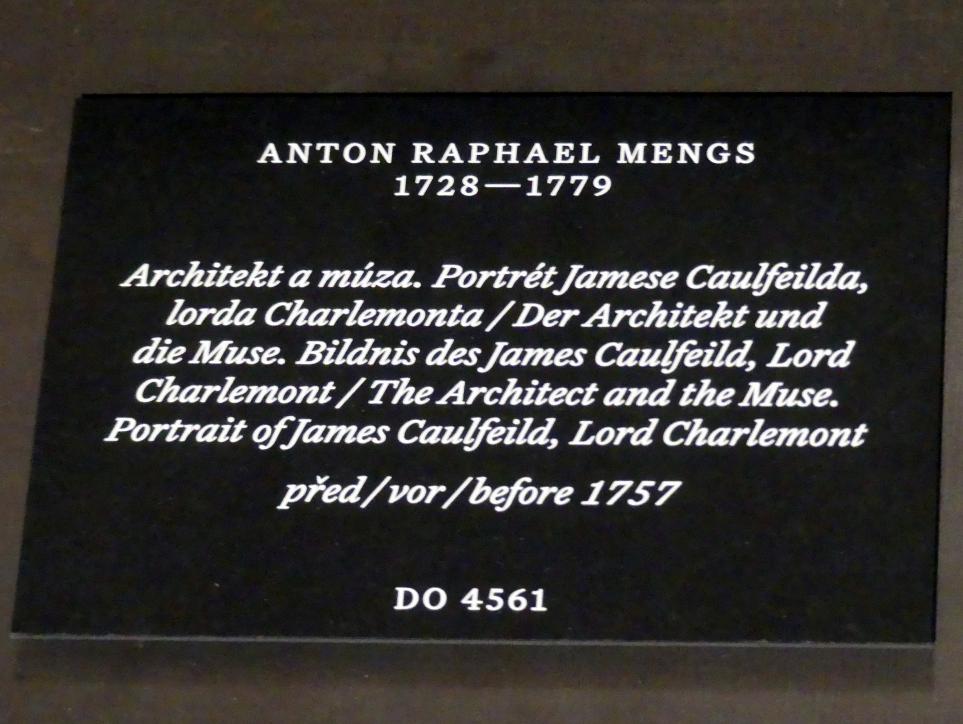 ANTON RAPHAEL MENGS
1728—1779
Architekt a múza. Portrét Jamese Caulfeilda,
lorda Charlemonta / Der Architekt und
die Muse. Bildnis des James Caulfeild, Lord
Charlemont / The Architect and the Muse.
Portrait of James Caulfeild, Lord Charlemont
před / vor / before 1757
DO 4561